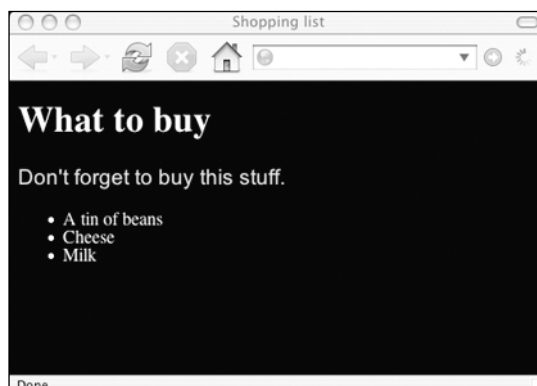 Shopping list
What to buy
Don't forget to buy this stuff.
• A tin of beans
• Cheese
• Milk
Done